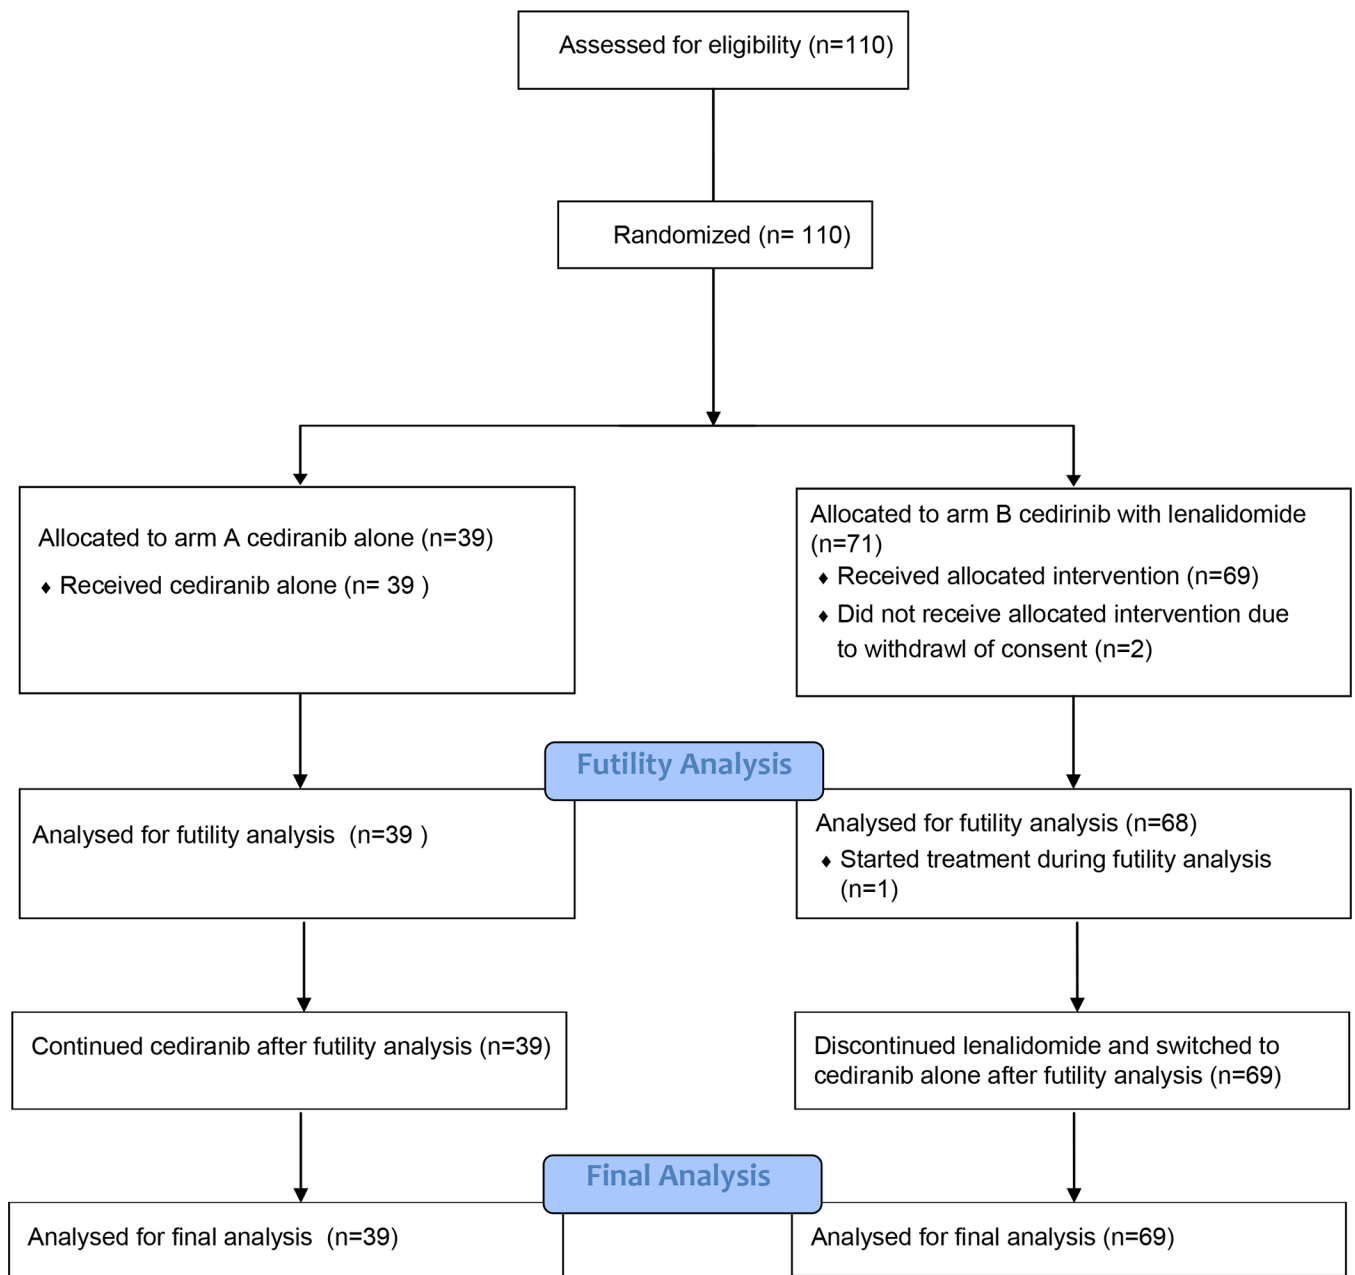 Assessed for eligibility (n=110)
Randomized (n= 110)
Allocated to arm A cediranib alone (n=39)
♦ Received cediranib alone (n= 39 )
Allocated to arm B cedirinib with lenalidomide
(n=71)
♦ Received allocated intervention (n=69)
♦ Did not receive allocated intervention due
to withdrawl of consent (n=2)
Futility Analysis
Analysed for futility analysis (n=39 )
Analysed for futility analysis (n=68)
♦ Started treatment during futility analysis
(n=1)
Continued cediranib after futility analysis (n=39)
Discontinued lenalidomide and switched to
cediranib alone after futility analysis (n=69)
Final Analysis
Analysed for final analysis (n=39)
Analysed for final analysis (n=69)